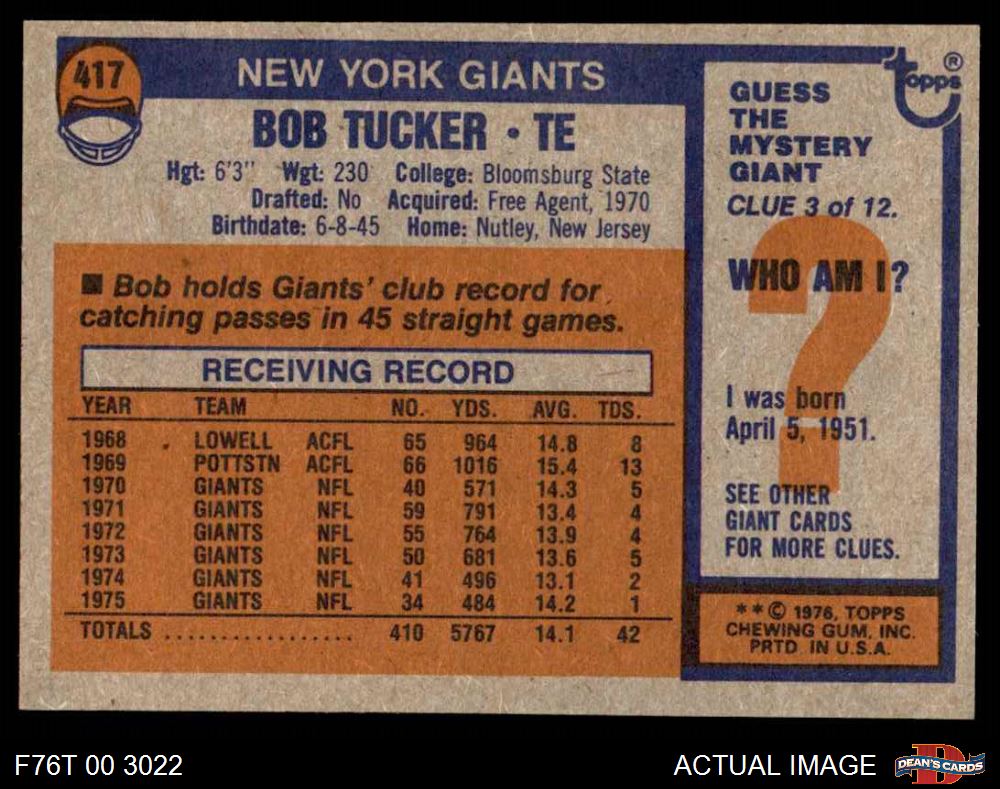 417
NEW YORK GIANTS
BOB TUCKER • TE
Hgt: 6'3" Wgt: 230 College: Bloomsburg State
Drafted: No Acquired: Free Agent, 1970
Birthdate: 6-8-45 Home: Nutley, New Jersey
■ Bob holds Giants' club record for
catching passes in 45 straight games.
RECEIVING RECORD
YEAR TEAM NO. YDS. AVG. TDS.
1968 LOWELL ACFL 65 964 14.8 8
1969 POTTSTN ACFL 66 1016 15.4 13
1970 GIANTS NFL 40 571 14.3 5
1971 GIANTS NFL 59 791 13.4 4
1972 GIANTS NFL 55 764 13.9 4
1973 GIANTS NFL 50 681 13.6 5
1974 GIANTS NFL 41 496 13.1 2
1975 GIANTS NFL 34 484 14.2 1
TOTALS ................. 410 5767 14.1 42
topps®
GUESS
THE
MYSTERY
GIANT
CLUE 3 of 12.
WHO AM I?
?
I was born
April 5, 1951.
SEE OTHER
GIANT CARDS
FOR MORE CLUES.
**© 1976, TOPPS
CHEWING GUM, INC.
PRTD. IN U.S.A.
F76T 00 3022
ACTUAL IMAGE
D
DEAN'S CARDS